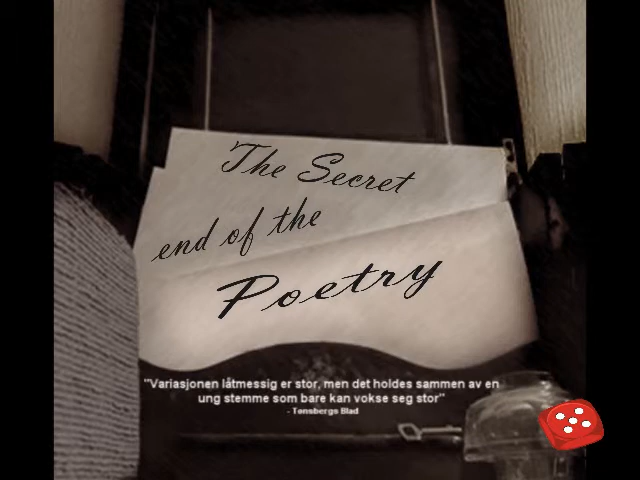 The Secret
end of the
Poetry
"Variasjonen låtmessig er stor, men det holdes sammen av en
ung stemme som bare kan vokse seg stor"
- Tønsbergs Blad